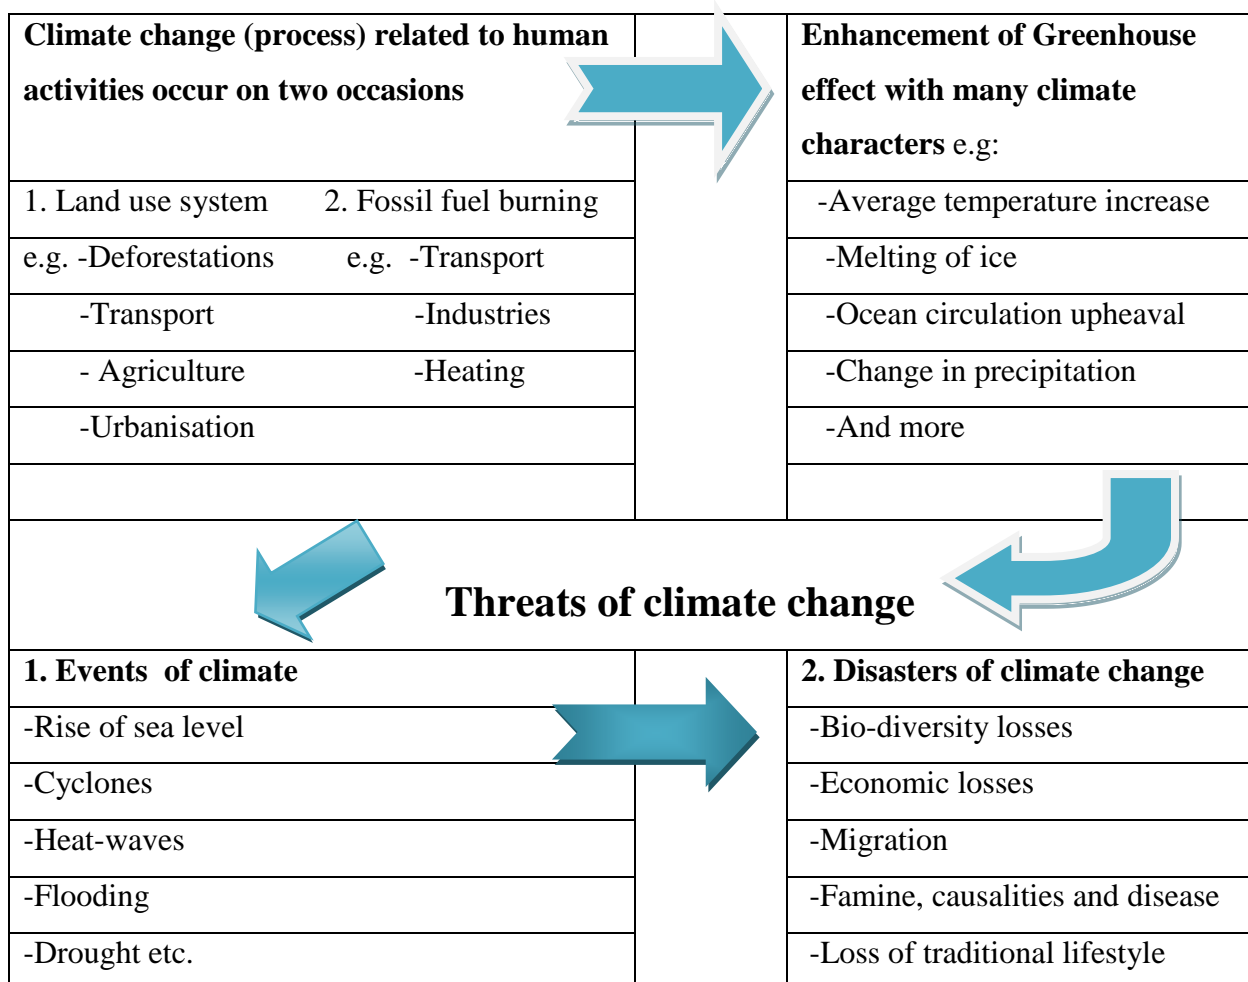 Climate change (process) related to human
activities occur on two occasions
Enhancement of Greenhouse
effect with many climate
characters e.g:
1. Land use system 2. Fossil fuel burning
-Average temperature increase
e.g. -Deforestations e.g. -Transport
-Melting of ice
-Transport -Industries
-Ocean circulation upheaval
- Agriculture -Heating
-Change in precipitation
-Urbanisation
-And more
Threats of climate change
1. Events of climate
2. Disasters of climate change
-Rise of sea level
-Bio-diversity losses
-Cyclones
-Economic losses
-Heat-waves
-Migration
-Flooding
-Famine, causalities and disease
-Drought etc.
-Loss of traditional lifestyle